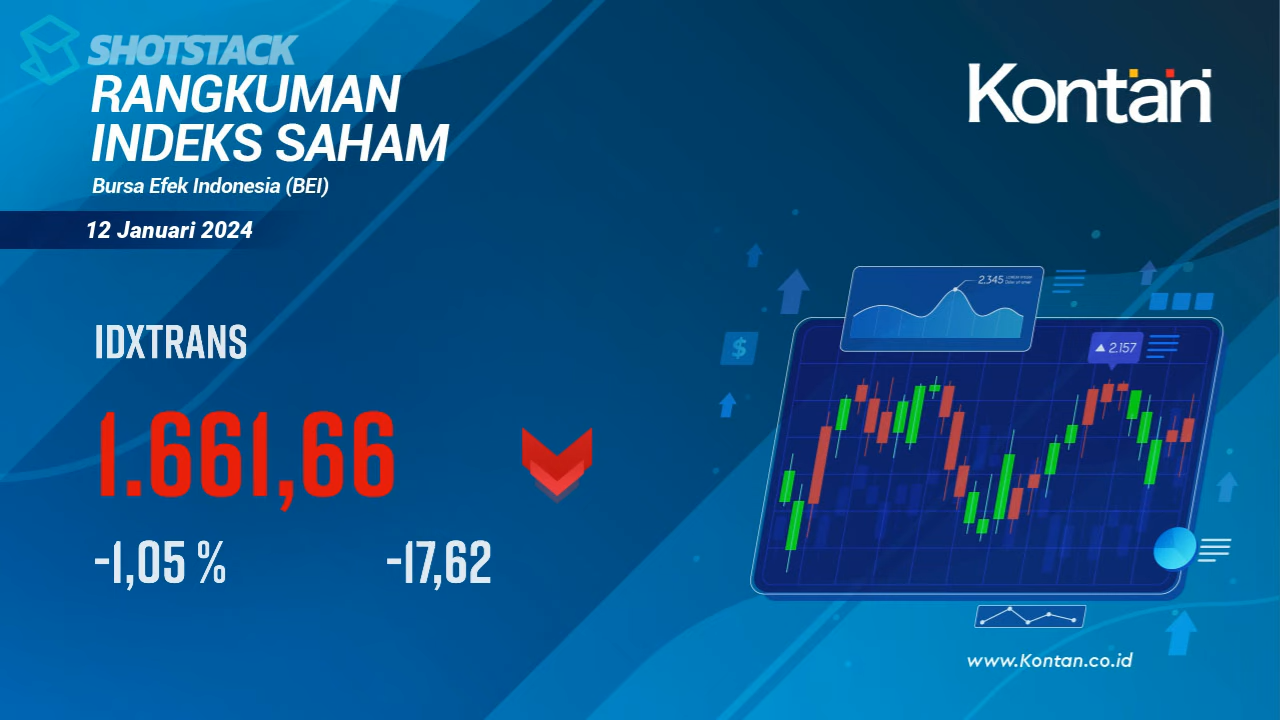 SHOTSTACK
RANGKUMAN
INDEKS SAHAM
Bursa Efek Indonesia (BEI)
12 Januari 2024
Kontan
IDXTRANS
1.661,66
-1,05 %
-17,62
2.345
$
2.157
www.Kontan.co.id